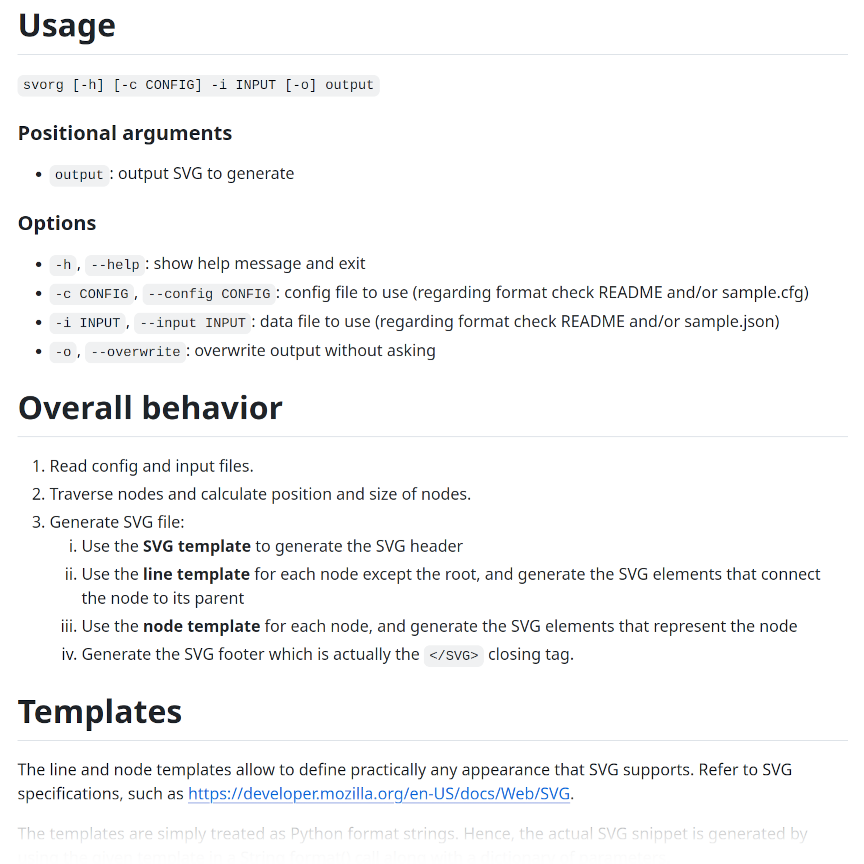 Usage
svorg [-h] [-c CONFIG] -i INPUT [-o] output
Positional arguments
• output: output SVG to generate
Options
• -h, --help: show help message and exit
• -c CONFIG, --config CONFIG: config file to use (regarding format check README and/or sample.cfg)
• -i INPUT, --input INPUT: data file to use (regarding format check README and/or sample.json)
• -o, --overwrite: overwrite output without asking
Overall behavior
1. Read config and input files.
2. Traverse nodes and calculate position and size of nodes.
3. Generate SVG file:
i. Use the SVG template to generate the SVG header
ii. Use the line template for each node except the root, and generate the SVG elements that connect
the node to its parent
iii. Use the node template for each node, and generate the SVG elements that represent the node
iv. Generate the SVG footer which is actually the </SVG> closing tag.
Templates
The line and node templates allow to define practically any appearance that SVG supports. Refer to SVG
specifications, such as https://developer.mozilla.org/en-US/docs/Web/SVG.
The templates are simply treated as Python format strings. Hence, the actual SVG snippet is generated by